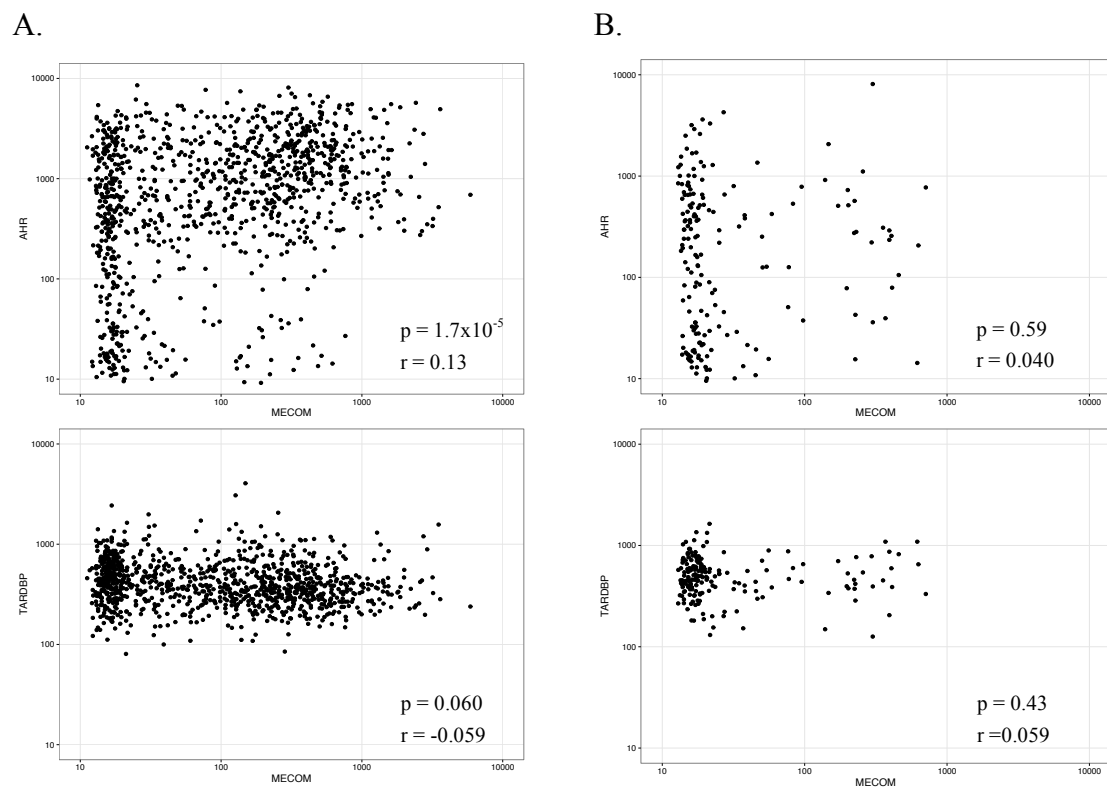 A.
B.
10000
1000
100
10
AHR
p = 1.7x10⁻⁵
r = 0.13
10
100
1000
10000
MECOM
10000
1000
100
10
AHR
p = 0.59
r = 0.040
10
100
1000
10000
MECOM
10000
1000
100
10
TARDBP
p = 0.060
r = -0.059
10
100
1000
10000
MECOM
10000
1000
100
10
TARDBP
p = 0.43
r =0.059
10
100
1000
10000
MECOM